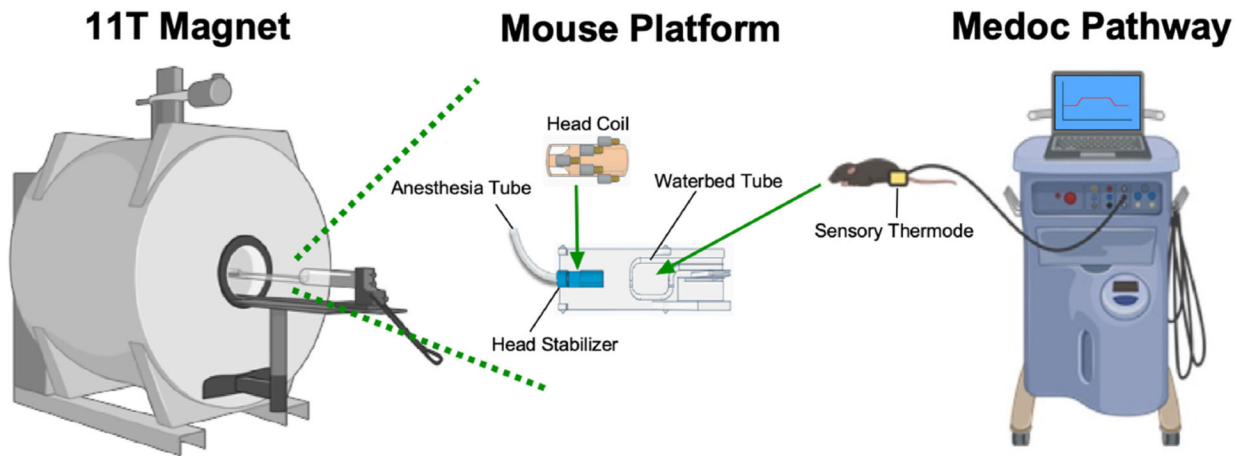 11T Magnet
Mouse Platform
Medoc Pathway
Head Coil
Anesthesia Tube
Waterbed Tube
Sensory Thermode
Head Stabilizer